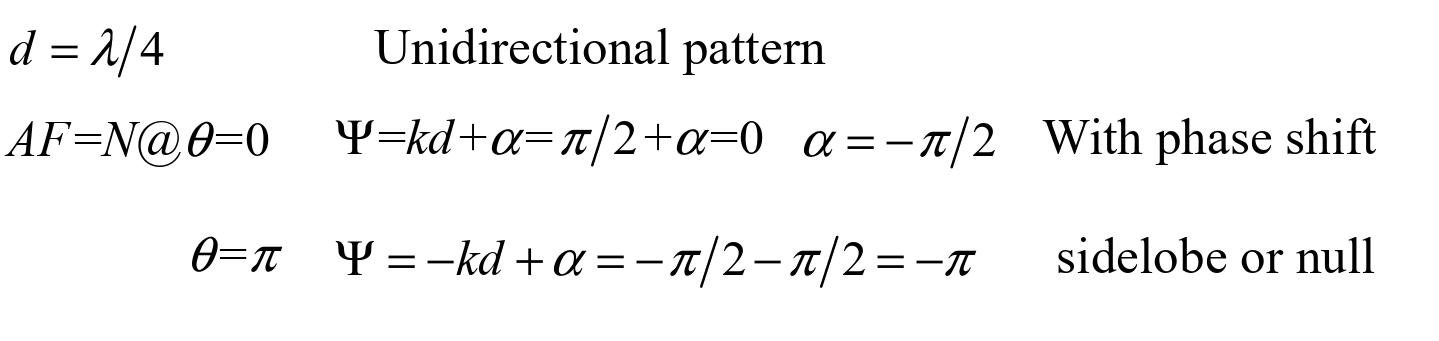 d = λ/4 Unidirectional pattern
AF=N@θ=0 Ψ=kd+α=π/2+α=0 α = −π/2 With phase shift
θ=π Ψ = −kd + α = −π/2 − π/2 = −π sidelobe or null